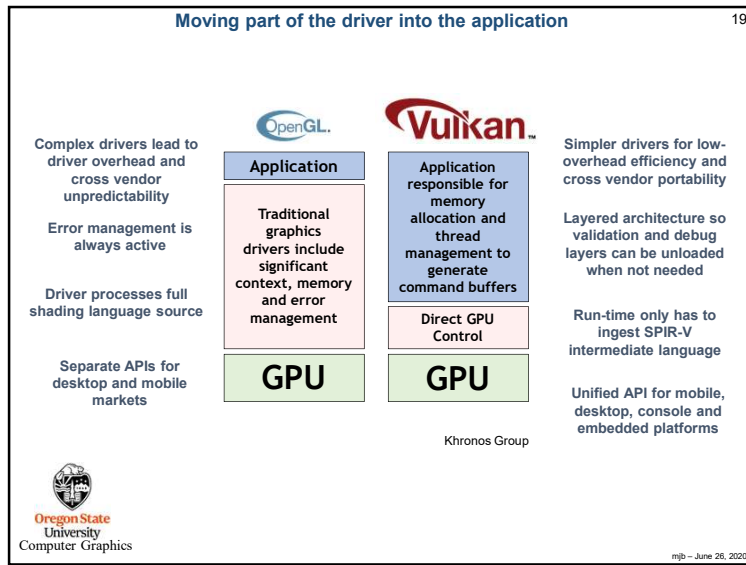 Moving part of the driver into the application
19
OpenGL.
Vulkan™
Complex drivers lead to
driver overhead and
cross vendor
unpredictability
Error management is
always active
Driver processes full
shading language source
Separate APIs for
desktop and mobile
markets
Application
Traditional
graphics
drivers include
significant
context, memory
and error
management
GPU
Application
responsible for
memory
allocation and
thread
management to
generate
command buffers
Direct GPU
Control
GPU
Simpler drivers for low-
overhead efficiency and
cross vendor portability
Layered architecture so
validation and debug
layers can be unloaded
when not needed
Run-time only has to
ingest SPIR-V
intermediate language
Unified API for mobile,
desktop, console and
embedded platforms
Khronos Group
Oregon State
University
Computer Graphics
mjb – June 26, 2020